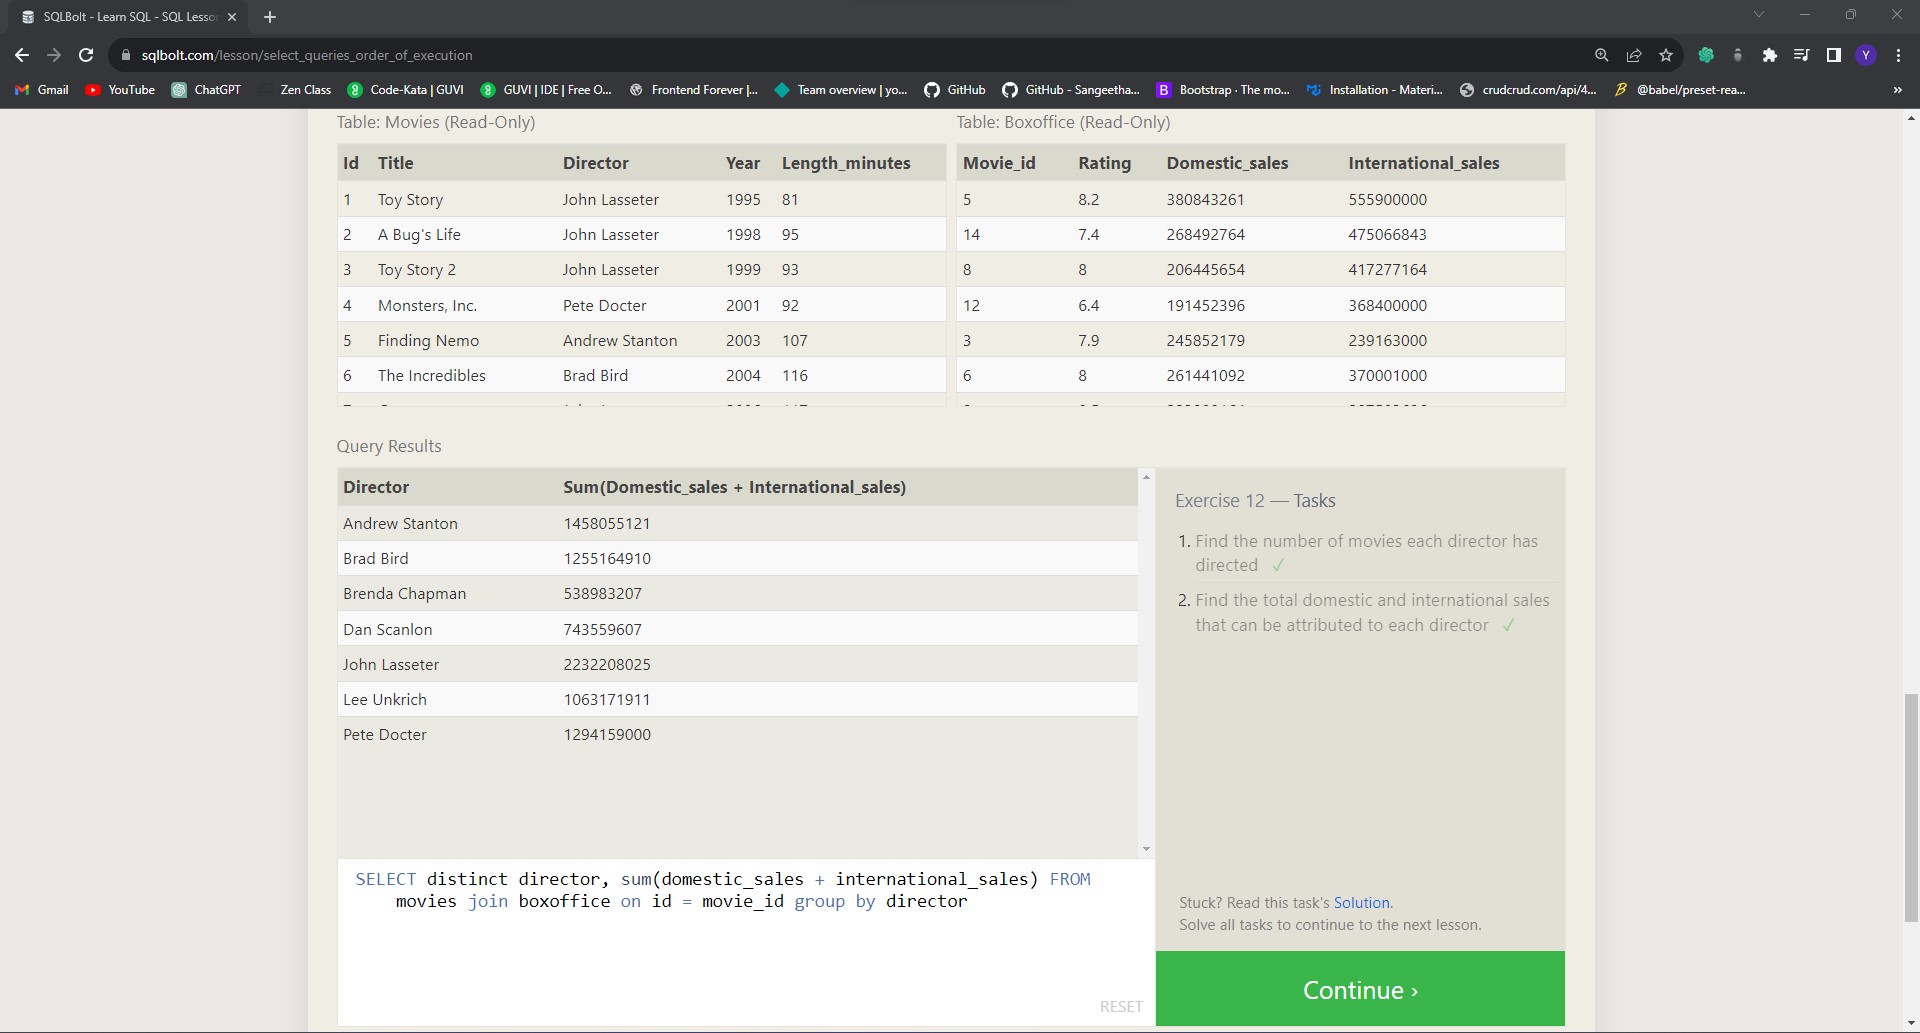 SQLBolt - Learn SQL - SQL Lesso
sqlbolt.com/lesson/select_queries_order_of_execution
Y
Gmail YouTube ChatGPT Zen Class Code-Kata | GUVI GUVI | IDE | Free O... Frontend Forever |... Team overview | yo... GitHub GitHub - Sangeetha... B Bootstrap · The mo... Installation - Materi... crudcrud.com/api/4... @babel/preset-rea... »
Table: Movies (Read-Only)
Id Title Director Year Length_minutes
1 Toy Story John Lasseter 1995 81
2 A Bug's Life John Lasseter 1998 95
3 Toy Story 2 John Lasseter 1999 93
4 Monsters, Inc. Pete Docter 2001 92
5 Finding Nemo Andrew Stanton 2003 107
6 The Incredibles Brad Bird 2004 116
Table: Boxoffice (Read-Only)
Movie_id Rating Domestic_sales International_sales
5 8.2 380843261 555900000
14 7.4 268492764 475066843
8 8 206445654 417277164
12 6.4 191452396 368400000
3 7.9 245852179 239163000
6 8 261441092 370001000
Query Results
Director Sum(Domestic_sales + International_sales)
Andrew Stanton 1458055121
Brad Bird 1255164910
Brenda Chapman 538983207
Dan Scanlon 743559607
John Lasseter 2232208025
Lee Unkrich 1063171911
Pete Docter 1294159000
SELECT distinct director, sum(domestic_sales + international_sales) FROM
movies join boxoffice on id = movie_id group by director
RESET
Exercise 12 — Tasks
1. Find the number of movies each director has
directed ✓
2. Find the total domestic and international sales
that can be attributed to each director ✓
Stuck? Read this task's Solution.
Solve all tasks to continue to the next lesson.
Continue ›